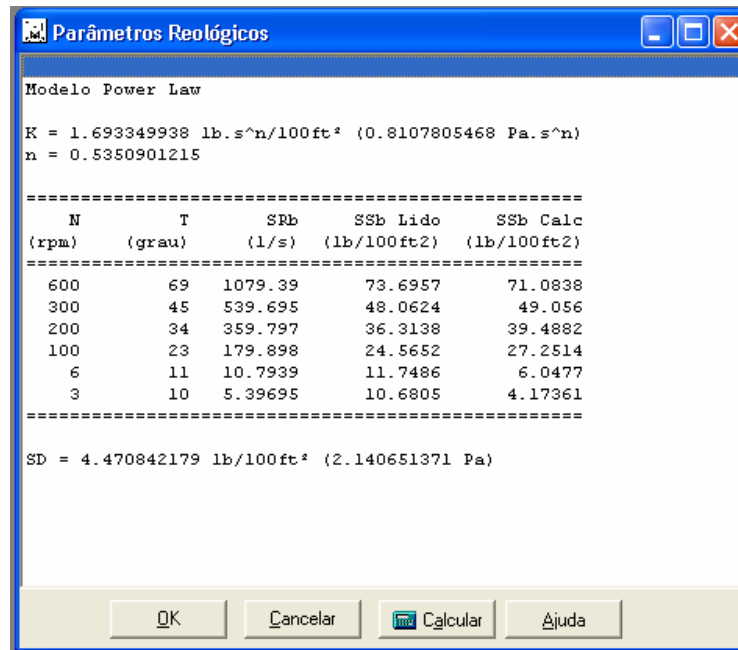 Parâmetros Reológicos
Modelo Power Law
K = 1.693349938 lb.s^n/100ft² (0.8107805468 Pa.s^n)
n = 0.5350901215
===================================================
N T SRb SSb Lido SSb Calc
(rpm) (grau) (1/s) (lb/100ft2) (lb/100ft2)
===================================================
600 69 1079.39 73.6957 71.0838
300 45 539.695 48.0624 49.056
200 34 359.797 36.3138 39.4882
100 23 179.898 24.5652 27.2514
6 11 10.7939 11.7486 6.0477
3 10 5.39695 10.6805 4.17361
===================================================
SD = 4.470842179 lb/100ft² (2.140651371 Pa)
OK Cancelar Calcular Ajuda